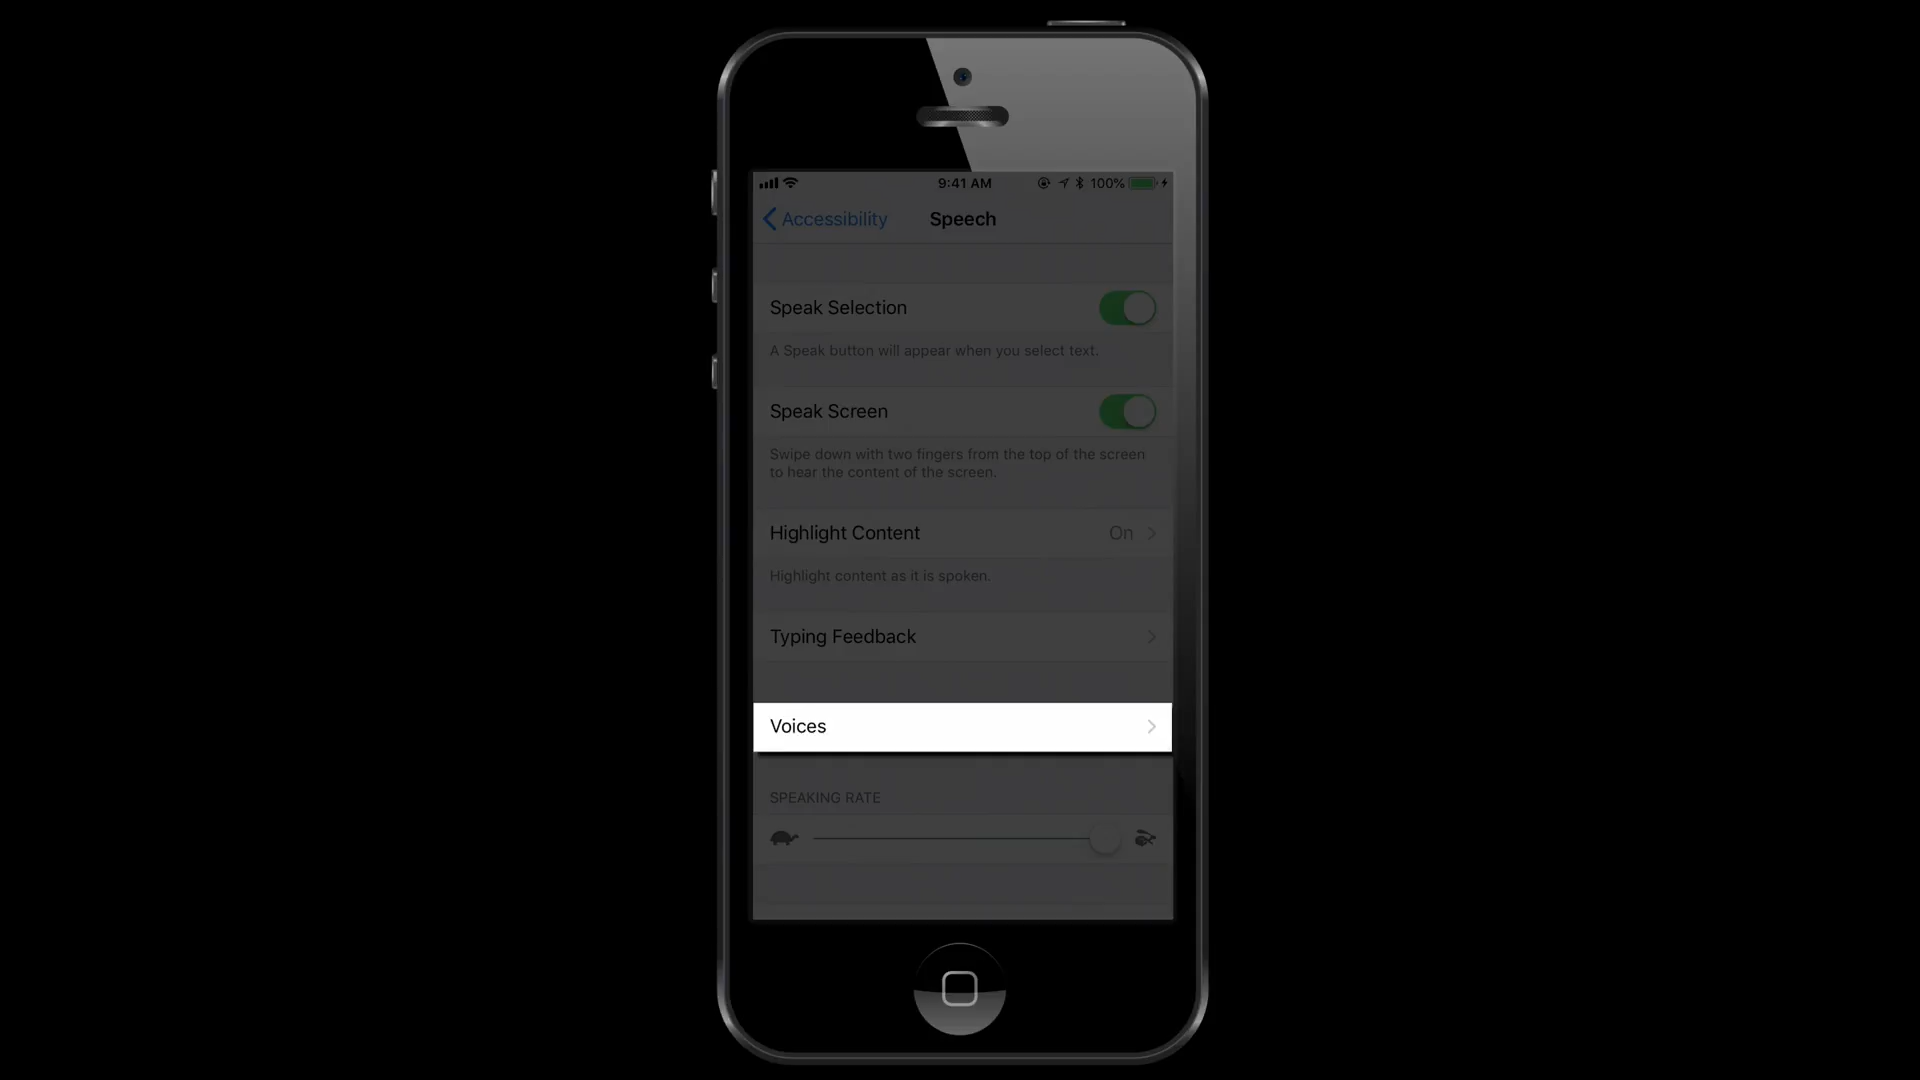 9:41 AM 100%
Accessibility Speech
Speak Selection
A Speak button will appear when you select text.
Speak Screen
Swipe down with two fingers from the top of the screen
to hear the content of the screen.
Highlight Content On
Highlight content as it is spoken.
Typing Feedback
Voices
SPEAKING RATE